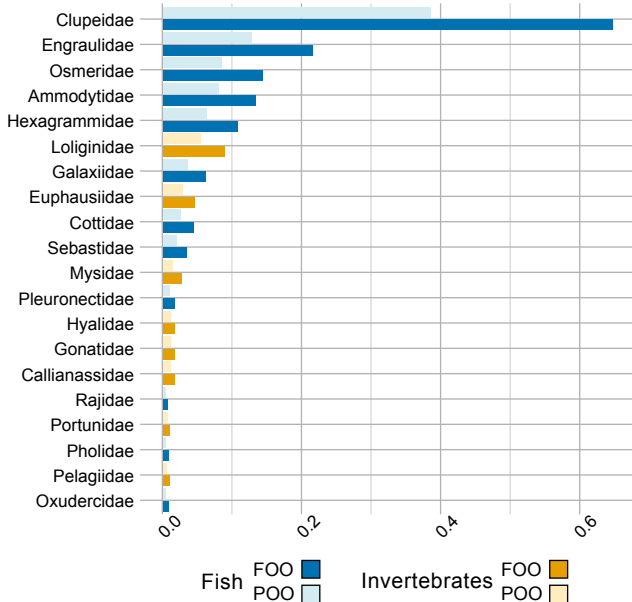 Clupeidae
Engraulidae
Osmeridae
Ammodytidae
Hexagrammidae
Loliginidae
Galaxiidae
Euphausiidae
Cottidae
Sebastidae
Mysidae
Pleuronectidae
Hyalidae
Gonatidae
Callianassidae
Rajidae
Portunidae
Pholidae
Pelagiidae
Oxudercidae
0.0 0.2 0.4 0.6
Fish FOO Invertebrates FOO
POO POO